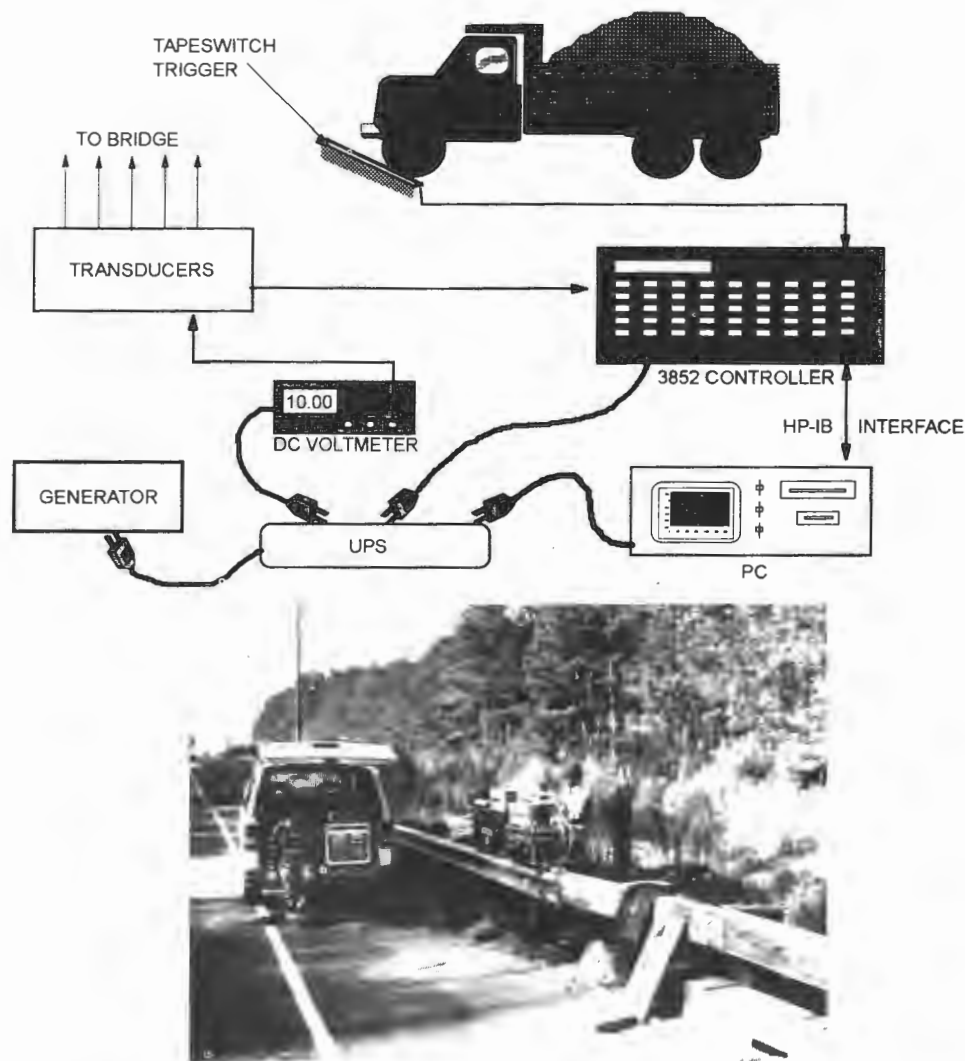 TAPESWITCH
TRIGGER
TO BRIDGE
TRANSDUCERS
3852 CONTROLLER
10.00
DC VOLTMETER
HP-IB INTERFACE
GENERATOR
UPS
PC